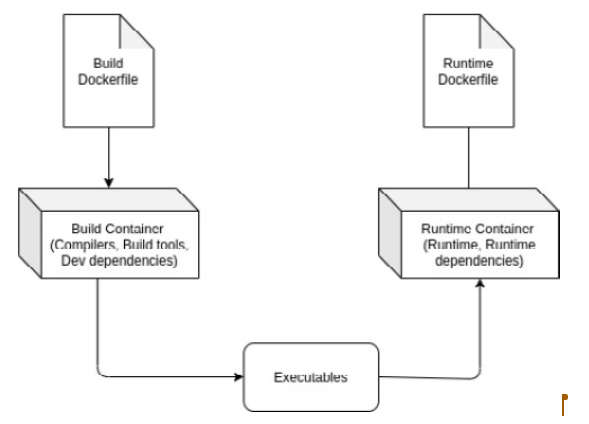 Build
Dockerfile
Runtime
Dockerfile
Build Container
(Compilers, Build tools,
Dev dependencies)
Runtime Container
(Runtime, Runtime
dependencies)
Executables